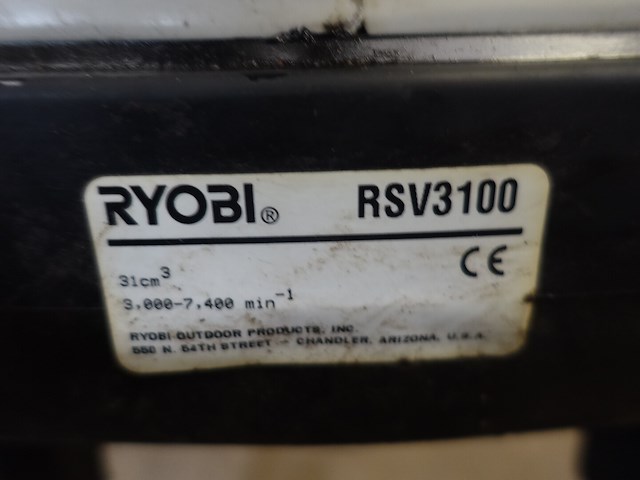 RYOBI® RSV3100
CE
31cm³
3,000-7,400 min⁻¹
RYOBI OUTDOOR PRODUCTS, INC.
550 N. 54TH STREET - CHANDLER, ARIZONA, U.S.A.